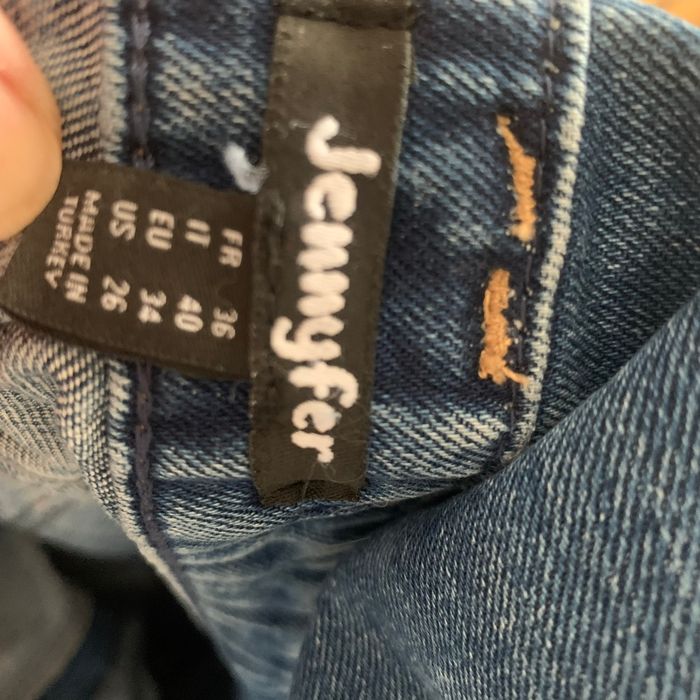 Jennyfer
FR 36
IT 40
EU 34
US 26
MADE IN
TURKEY